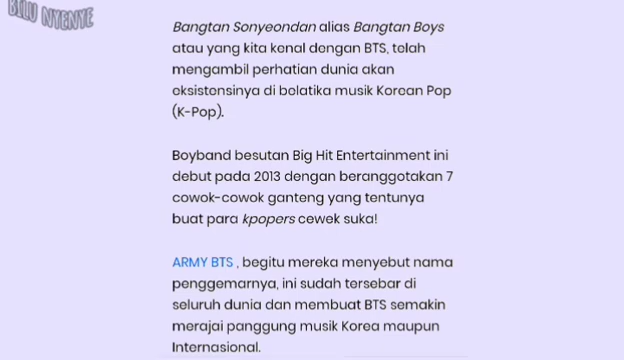 BILU NYENYE
Bangtan Sonyeondan alias Bangtan Boys
atau yang kita kenal dengan BTS, telah
mengambil perhatian dunia akan
eksistensinya di belatika musik Korean Pop
(K-Pop).
Boyband besutan Big Hit Entertainment ini
debut pada 2013 dengan beranggotakan 7
cowok-cowok ganteng yang tentunya
buat para kpopers cewek suka!
ARMY BTS , begitu mereka menyebut nama
penggemarnya, ini sudah tersebar di
seluruh dunia dan membuat BTS semakin
merajai panggung musik Korea maupun
Internasional.